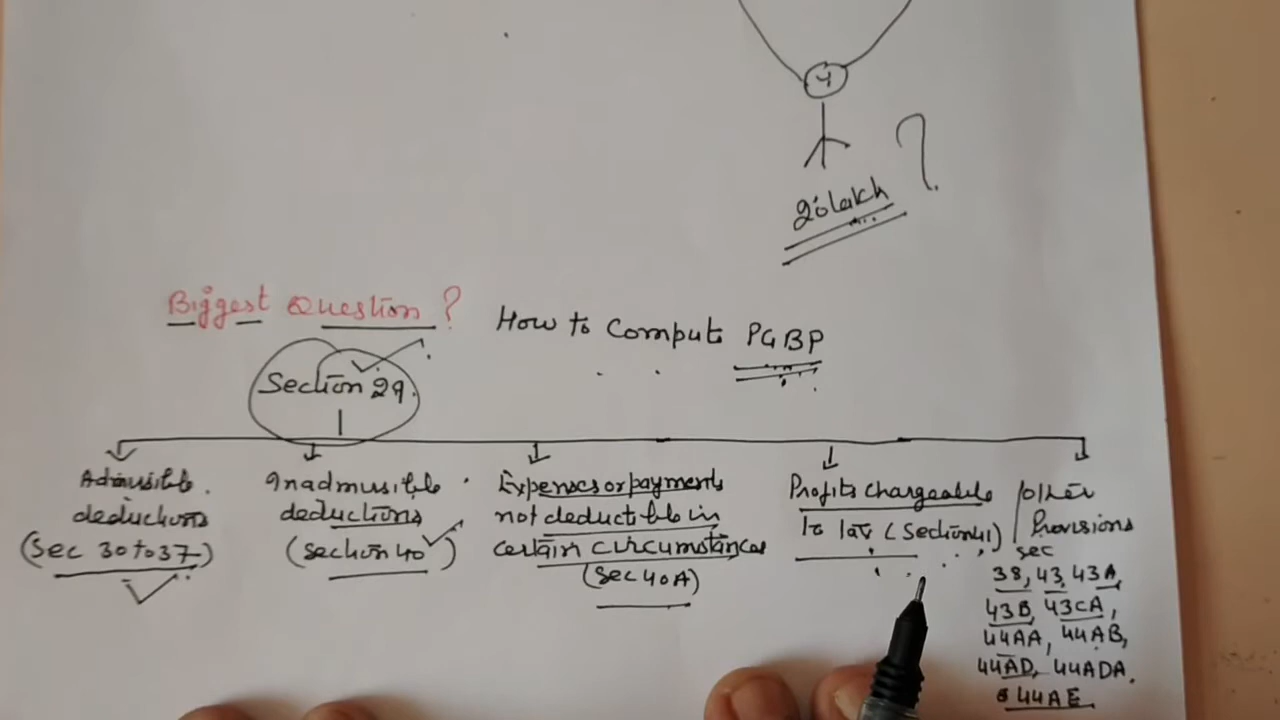 4
20 lakh ?
Biggest Question ? How to Compute PGBP
Section 29.
Admissible deductions (Sec 30 to 37)
Inadmissible deductions (section 40)
Expenses or payments not deductible in certain circumstances (Sec 40A)
Profits chargeable to tax (Section 41)
Other Provisions
sec
38, 43, 43A,
43B, 43CA,
44AA, 44AB,
44AD, 44ADA.
44AE